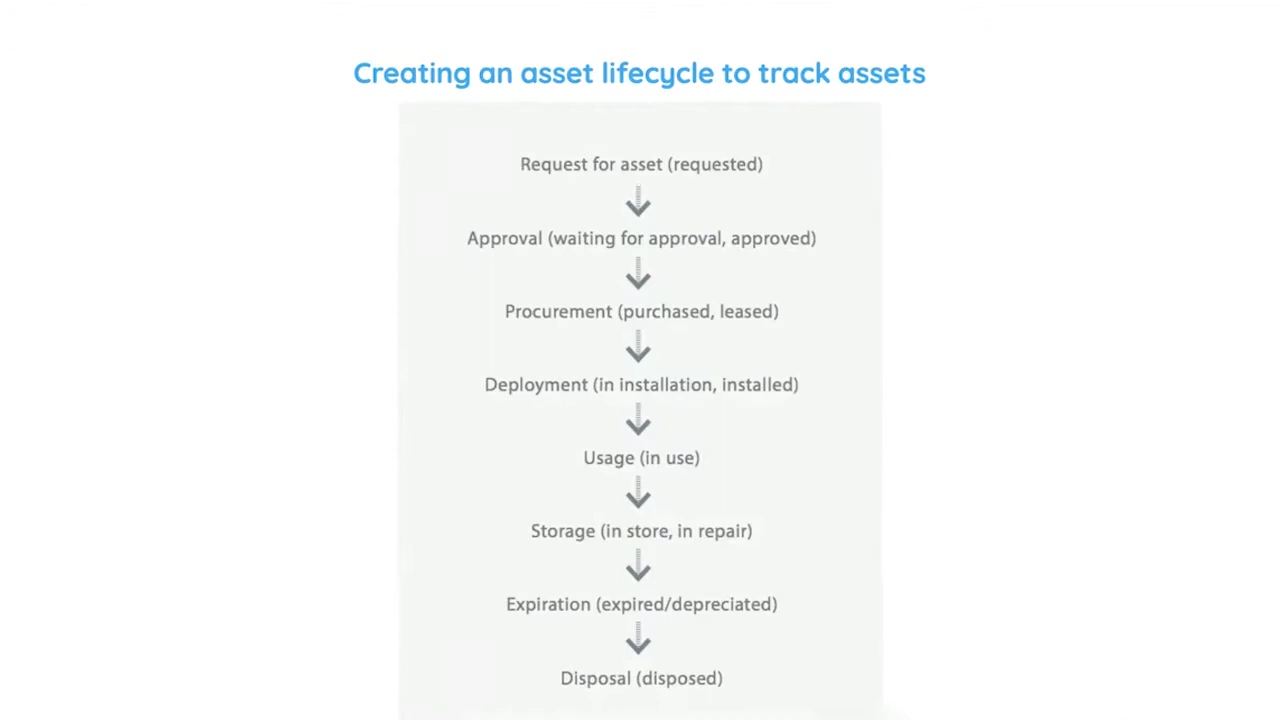 Creating an asset lifecycle to track assets
Request for asset (requested)
Approval (waiting for approval, approved)
Procurement (purchased, leased)
Deployment (in installation, installed)
Usage (in use)
Storage (in store, in repair)
Expiration (expired/depreciated)
Disposal (disposed)